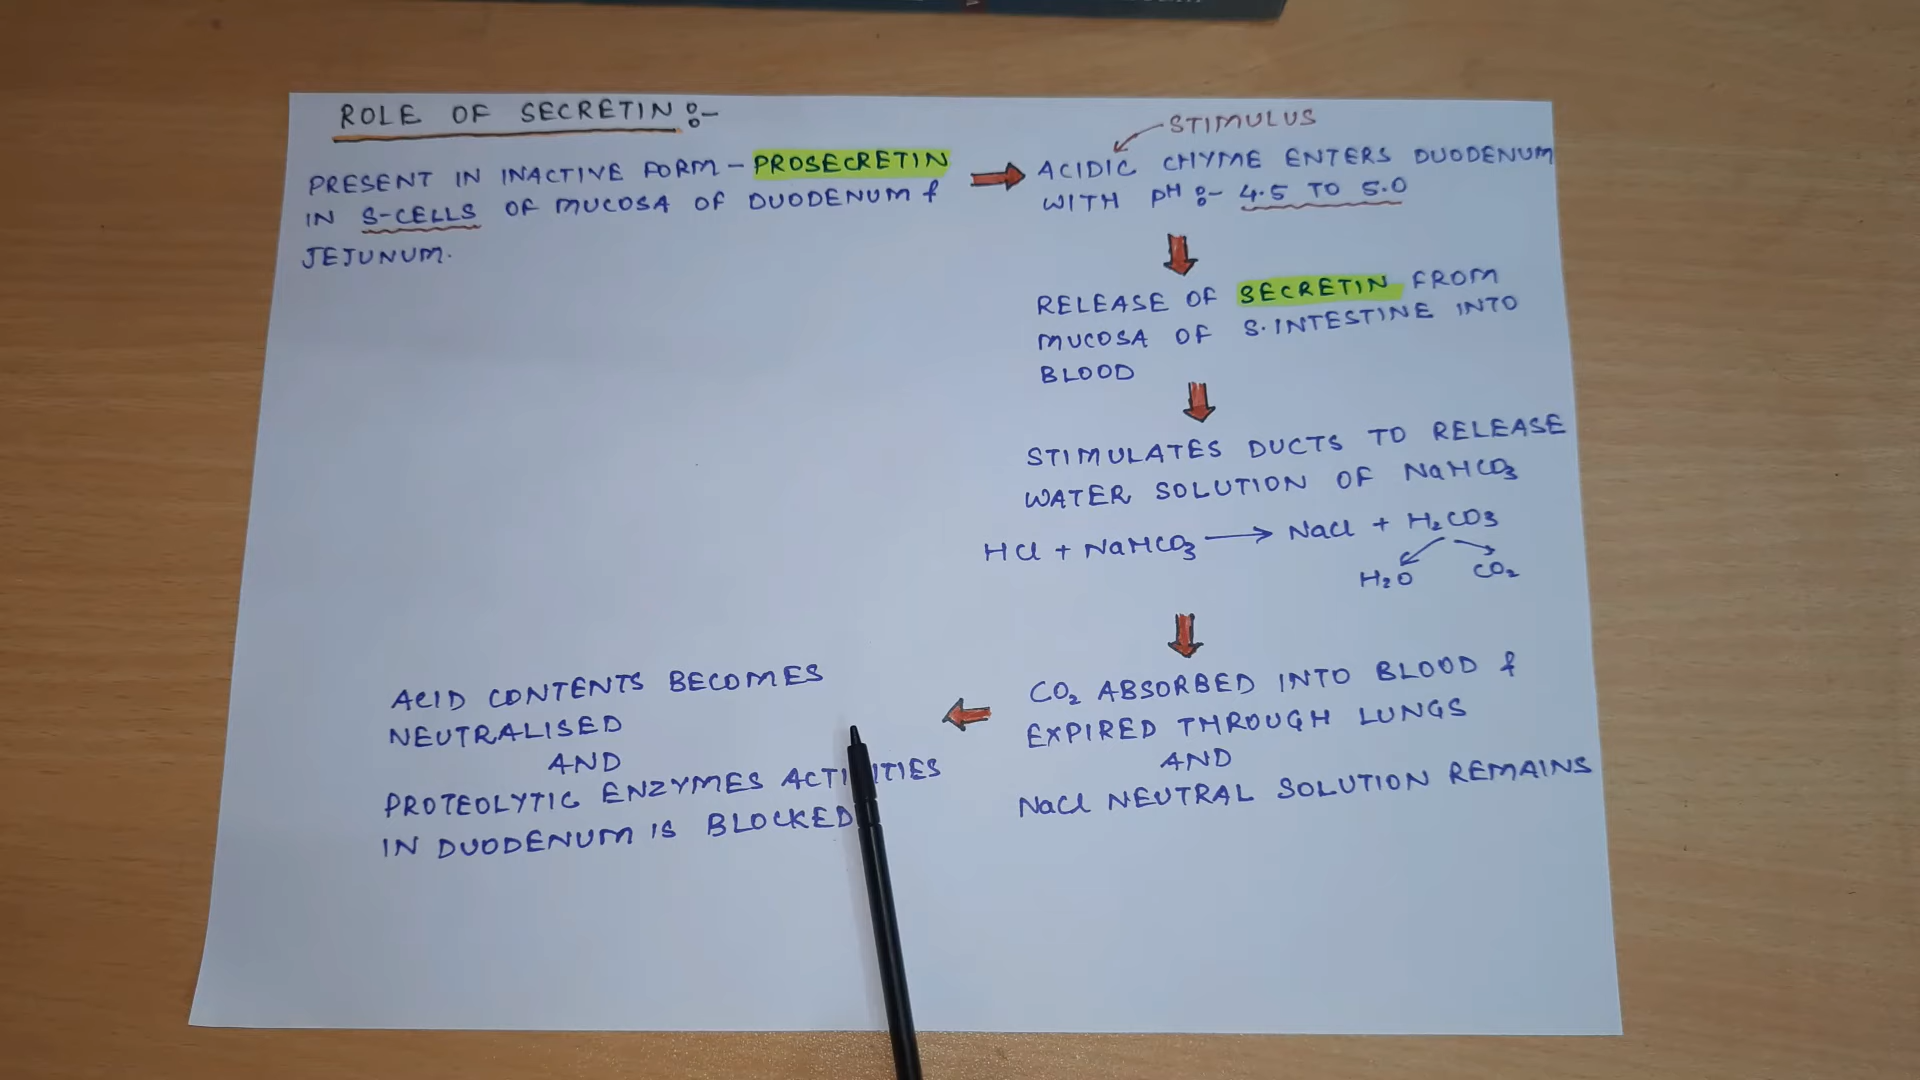 ROLE OF SECRETIN :-
PRESENT IN INACTIVE FORM - PROSECRETIN
IN S-CELLS OF MUCOSA OF DUODENUM &
JEJUNUM.
STIMULUS
ACIDIC CHYME ENTERS DUODENUM
WITH PH :- 4.5 TO 5.0
RELEASE OF SECRETIN FROM
MUCOSA OF S.INTESTINE INTO
BLOOD
STIMULATES DUCTS TO RELEASE
WATER SOLUTION OF NaHCO3
HCl + NaHCO3 → NaCl + H2CO3
H2O CO2
CO2 ABSORBED INTO BLOOD &
EXPIRED THROUGH LUNGS
AND
NaCl NEUTRAL SOLUTION REMAINS
ACID CONTENTS BECOMES
NEUTRALISED
AND
PROTEOLYTIC ENZYMES ACTIVITIES
IN DUODENUM IS BLOCKED